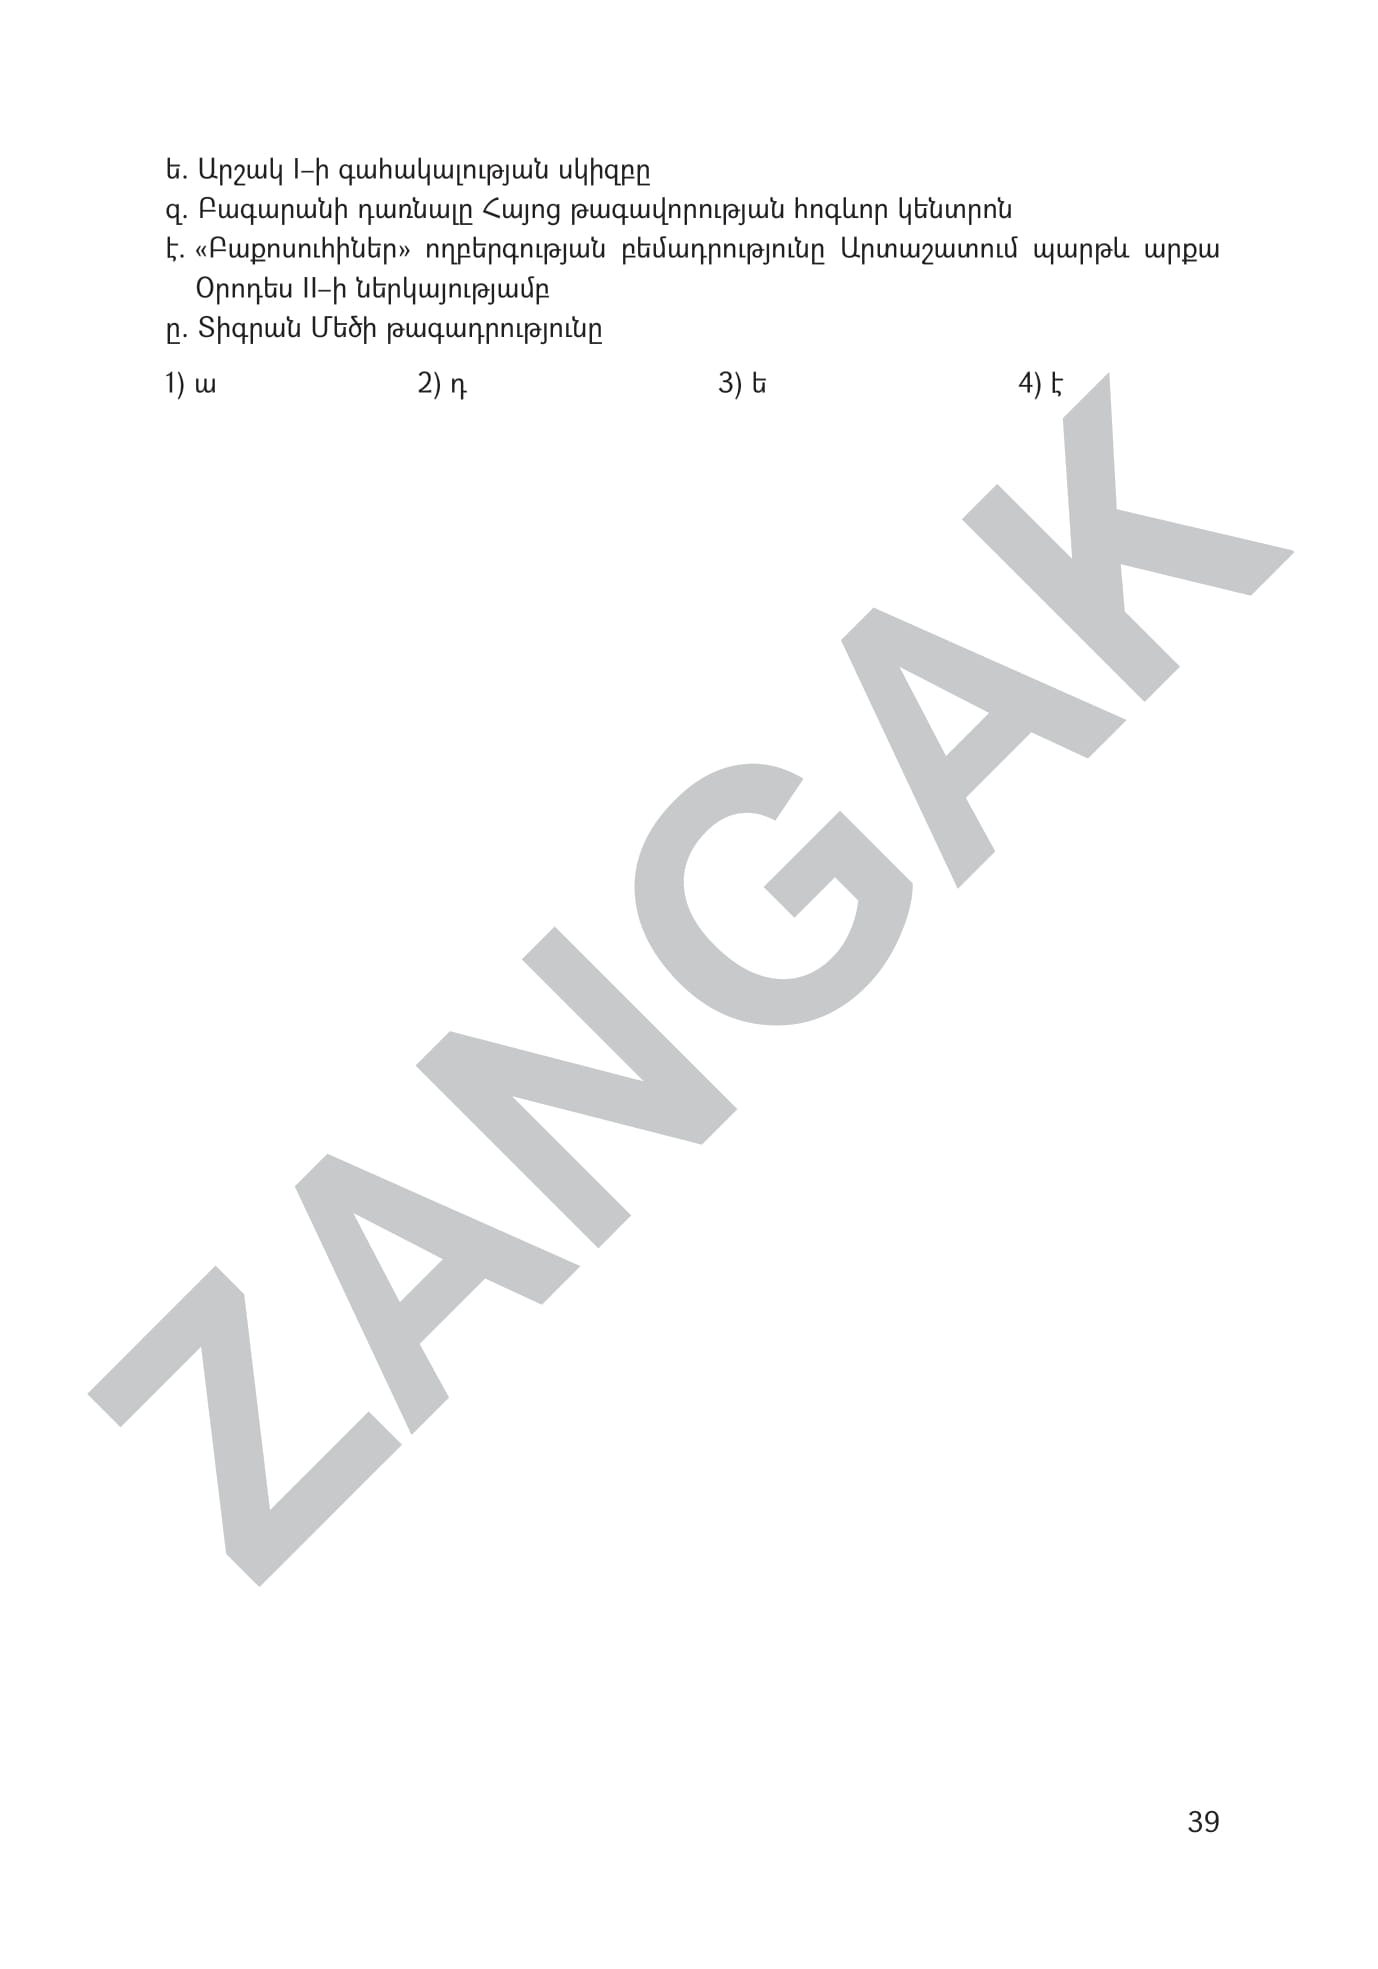 ե. Արշակ I–ի գահակալության սկիզբը
զ. Բագարանի դառնալը Հայոց թագավորության հոգևոր կենտրոն
է. «Բաքոսուհիներ» ողբերգության բեմադրությունը Արտաշատում պարթև արքա
Օրոդես II–ի ներկայությամբ
ը. Տիգրան Մեծի թագադրությունը
1) ա 2) դ 3) ե 4) է
ZANGAK
39